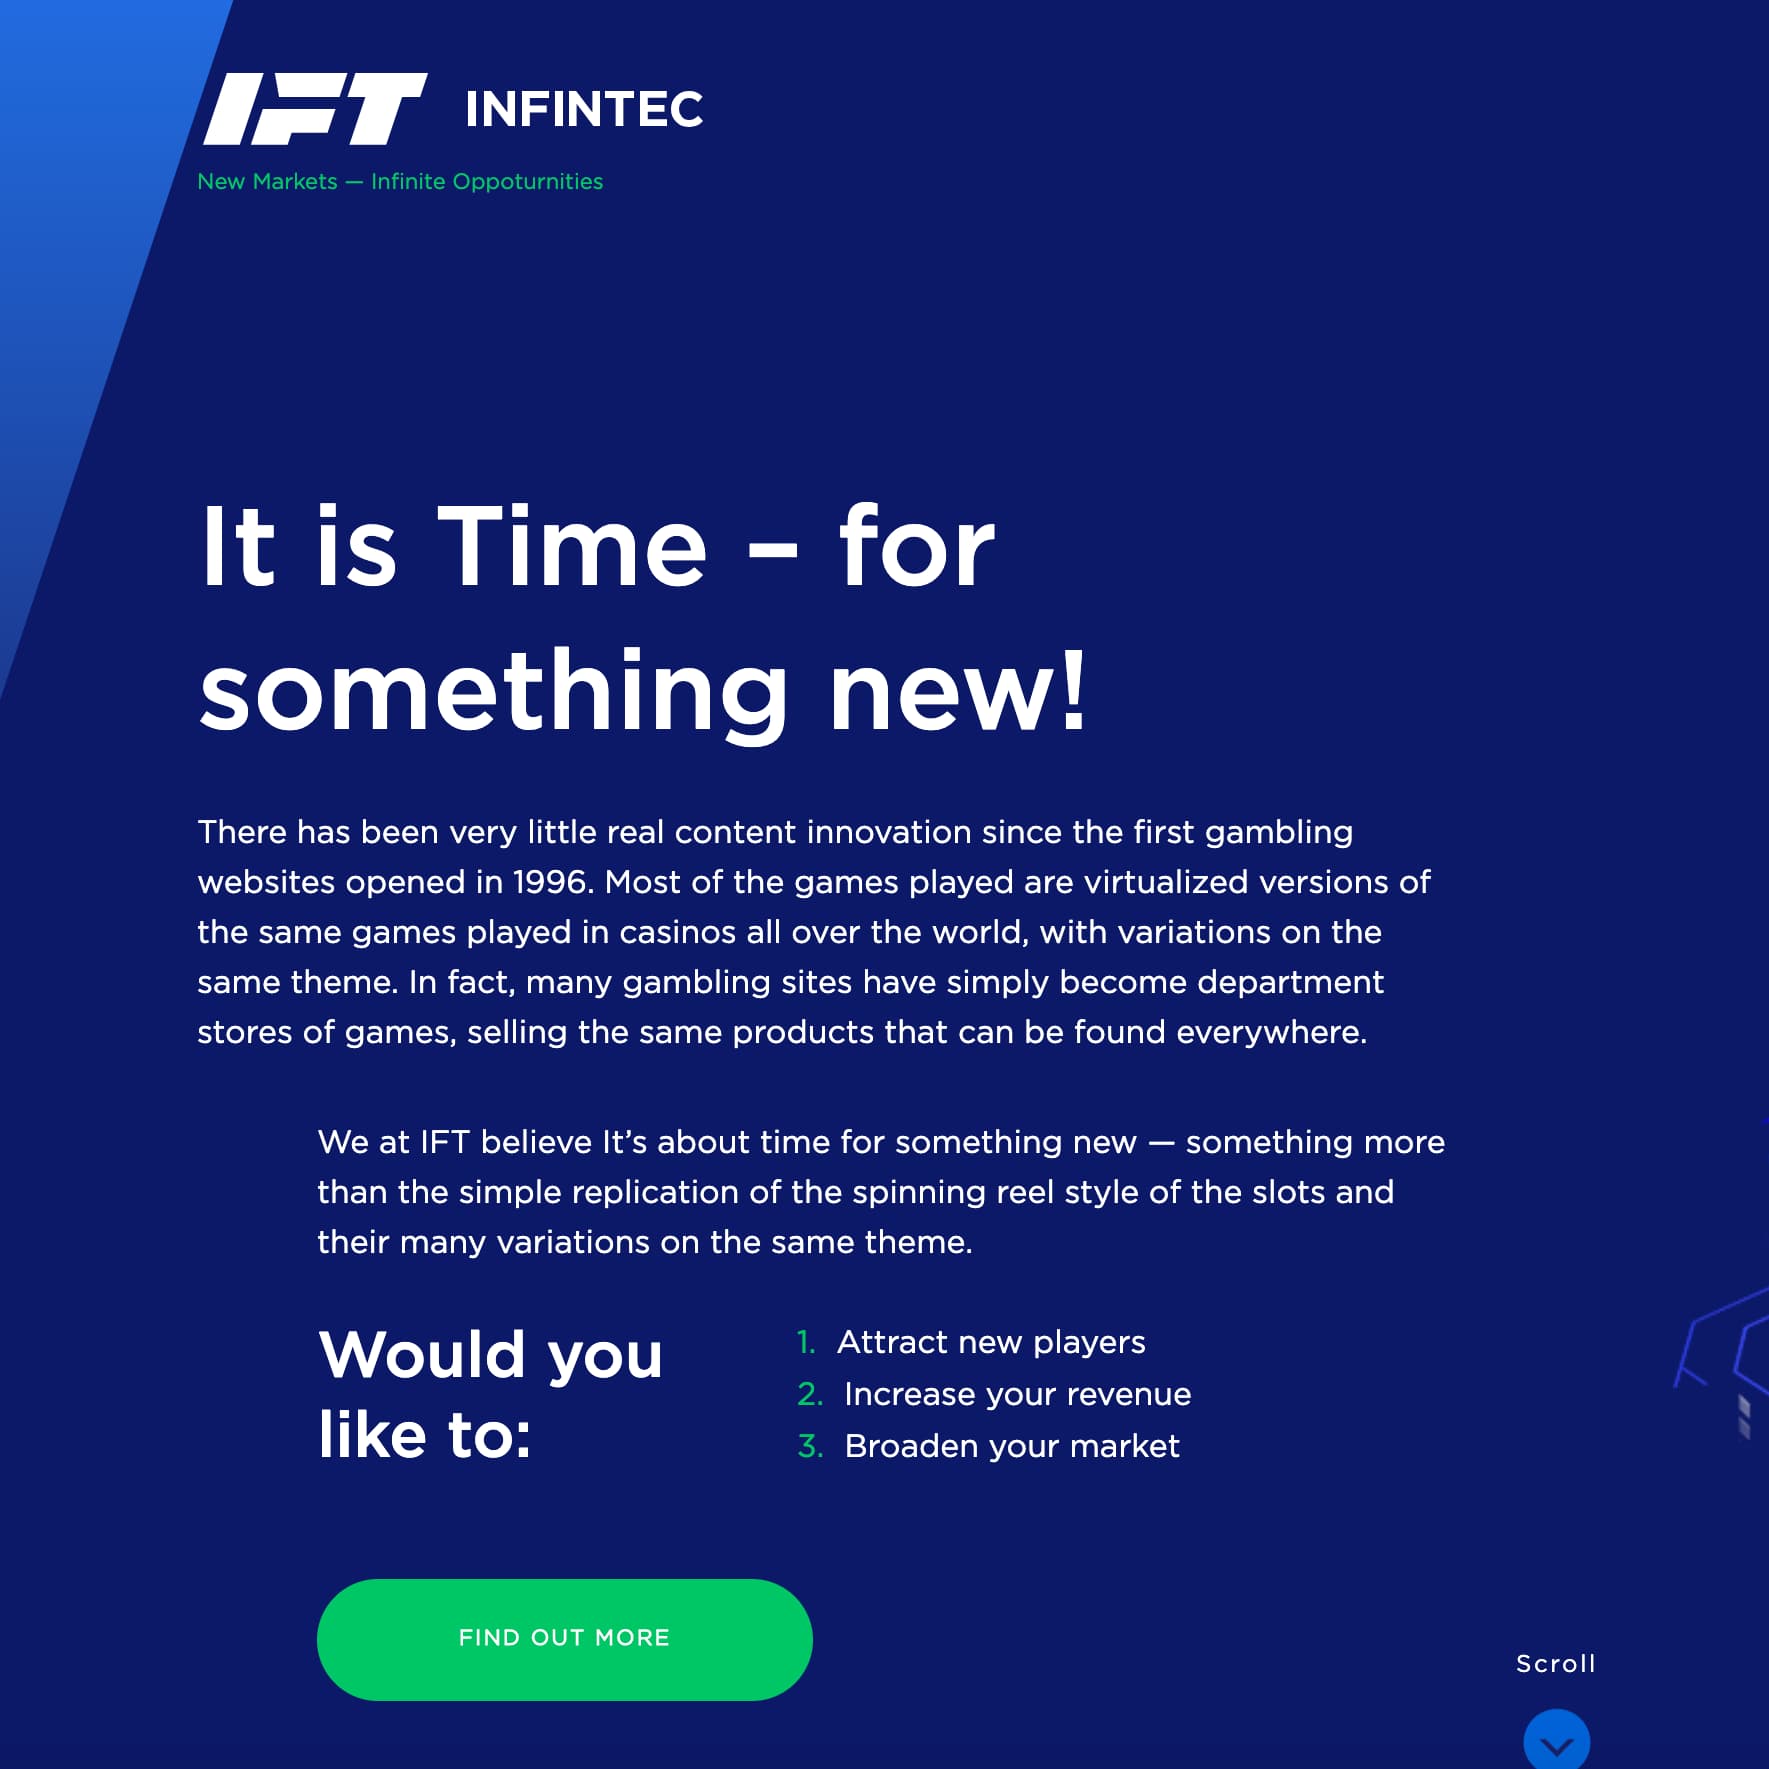 IFT INFINTEC
New Markets — Infinite Oppoturnities
It is Time – for
something new!
There has been very little real content innovation since the first gambling
websites opened in 1996. Most of the games played are virtualized versions of
the same games played in casinos all over the world, with variations on the
same theme. In fact, many gambling sites have simply become department
stores of games, selling the same products that can be found everywhere.
We at IFT believe It’s about time for something new — something more
than the simple replication of the spinning reel style of the slots and
their many variations on the same theme.
Would you
like to:
1. Attract new players
2. Increase your revenue
3. Broaden your market
FIND OUT MORE
Scroll